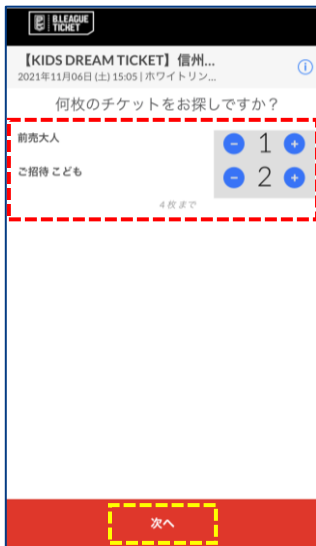 B.LEAGUE
TICKET
【KIDS DREAM TICKET】信州...
2021年11月06日 (土) 15:05 | ホワイトリン...
何枚のチケットをお探しですか？
前売大人
- 1 +
ご招待 こども
- 2 +
4枚まで
次へ